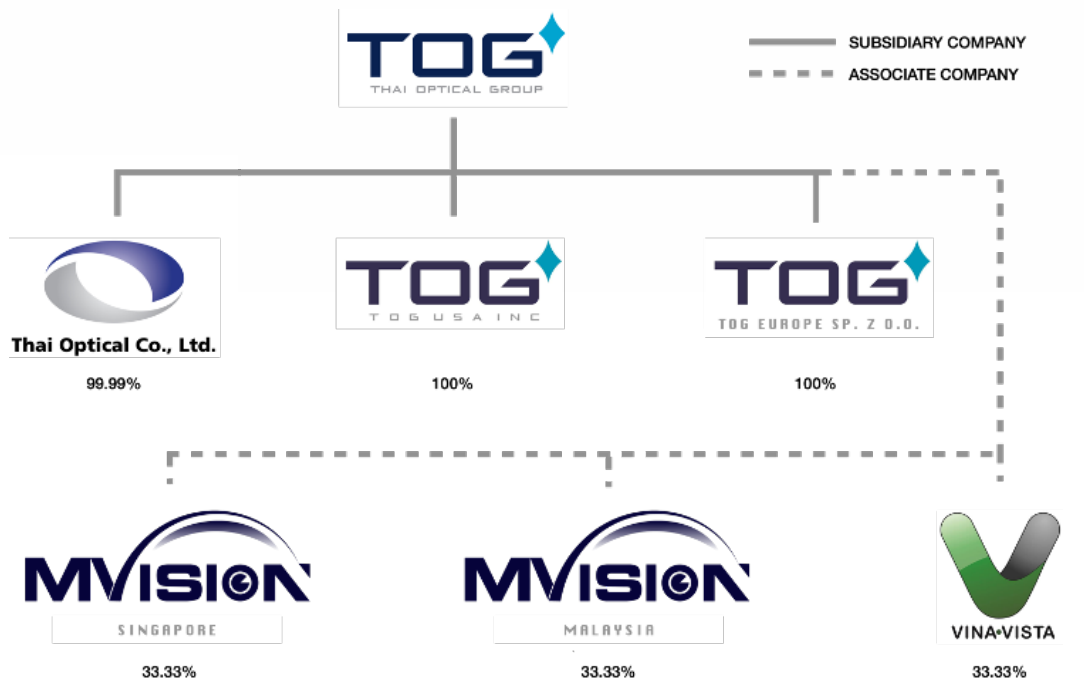 TOG
THAI OPTICAL GROUP
SUBSIDIARY COMPANY
ASSOCIATE COMPANY
Thai Optical Co., Ltd.
99.99%
TOG
TOG USA INC
100%
TOG
TOG EUROPE SP. Z O.O.
100%
MVISION
SINGAPORE
33.33%
MVISION
MALAYSIA
33.33%
VINA•VISTA
33.33%